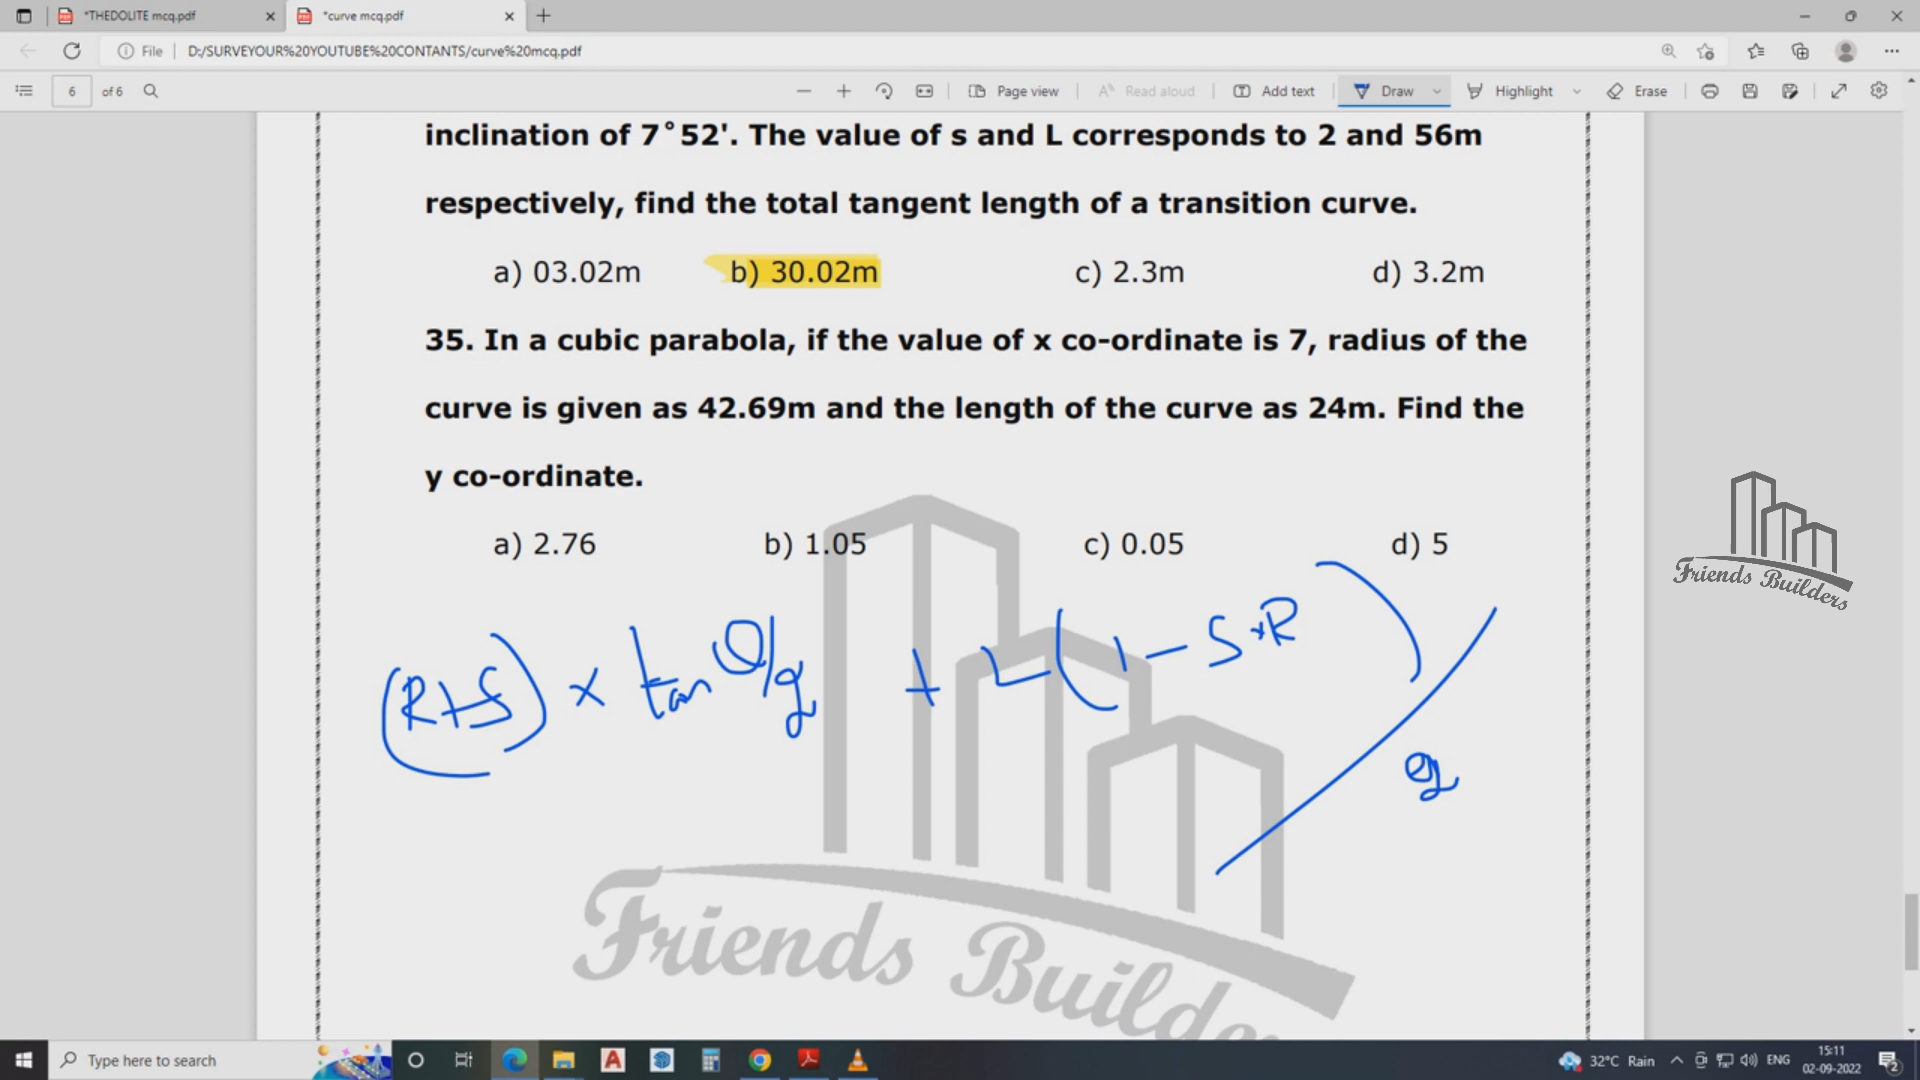 *THEDOLITE mcq.pdf
*curve mcq.pdf
File D:/SURVEYOUR%20YOUTUBE%20CONTANTS/curve%20mcq.pdf
6 of 6 Page view Read aloud Add text Draw Highlight Erase
inclination of 7°52'. The value of s and L corresponds to 2 and 56m
respectively, find the total tangent length of a transition curve.
a) 03.02m b) 30.02m c) 2.3m d) 3.2m
35. In a cubic parabola, if the value of x co-ordinate is 7, radius of the
curve is given as 42.69m and the length of the curve as 24m. Find the
y co-ordinate.
a) 2.76 b) 1.05 c) 0.05 d) 5
Friends Builders
(R+S) × tan Q/2 + L(1 - S*R)
Friends Builders
Type here to search
32°C Rain ENG 15:11
02-09-2022
2